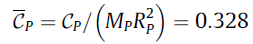 C̅_P = C_P/(M_P R_P^2) = 0.328